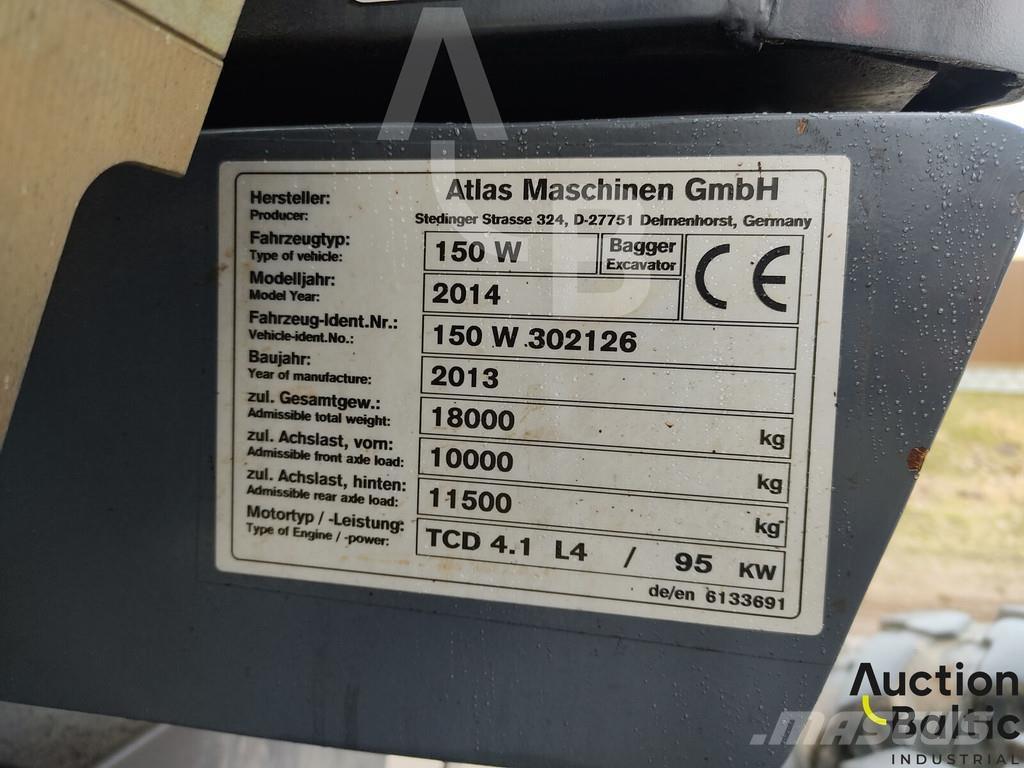 Hersteller: Atlas Maschinen GmbH
Producer: Stedinger Strasse 324, D-27751 Delmenhorst, Germany
Fahrzeugtyp: 150 W Bagger
Type of vehicle: Excavator CE
Modelljahr: 2014
Model Year:
Fahrzeug-Ident.Nr.: 150 W 302126
Vehicle-ident.No.:
Baujahr: 2013
Year of manufacture:
zul. Gesamtgew.: 18000 kg
Admissible total weight:
zul. Achslast, vorn: 10000 kg
Admissible front axle load:
zul. Achslast, hinten: 11500 kg
Admissible rear axle load:
Motortyp / -Leistung: TCD 4.1 L4 / 95 KW
Type of Engine / -power:
de/en 6133691
Auction
Baltic
INDUSTRIAL
MASCUS